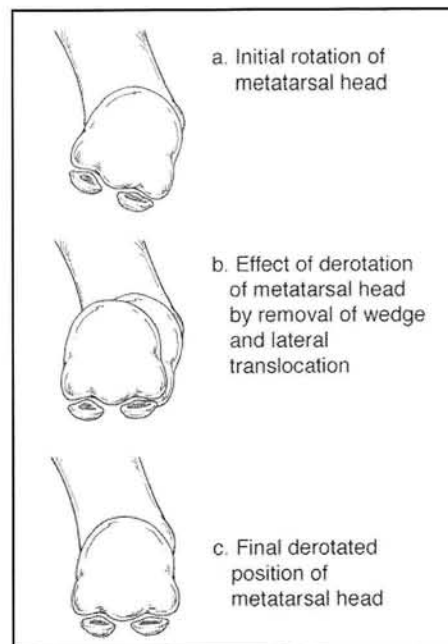 a. Initial rotation of
metatarsal head
b. Effect of derotation
of metatarsal head
by removal of wedge
and lateral
translocation
c. Final derotated
position of
metatarsal head